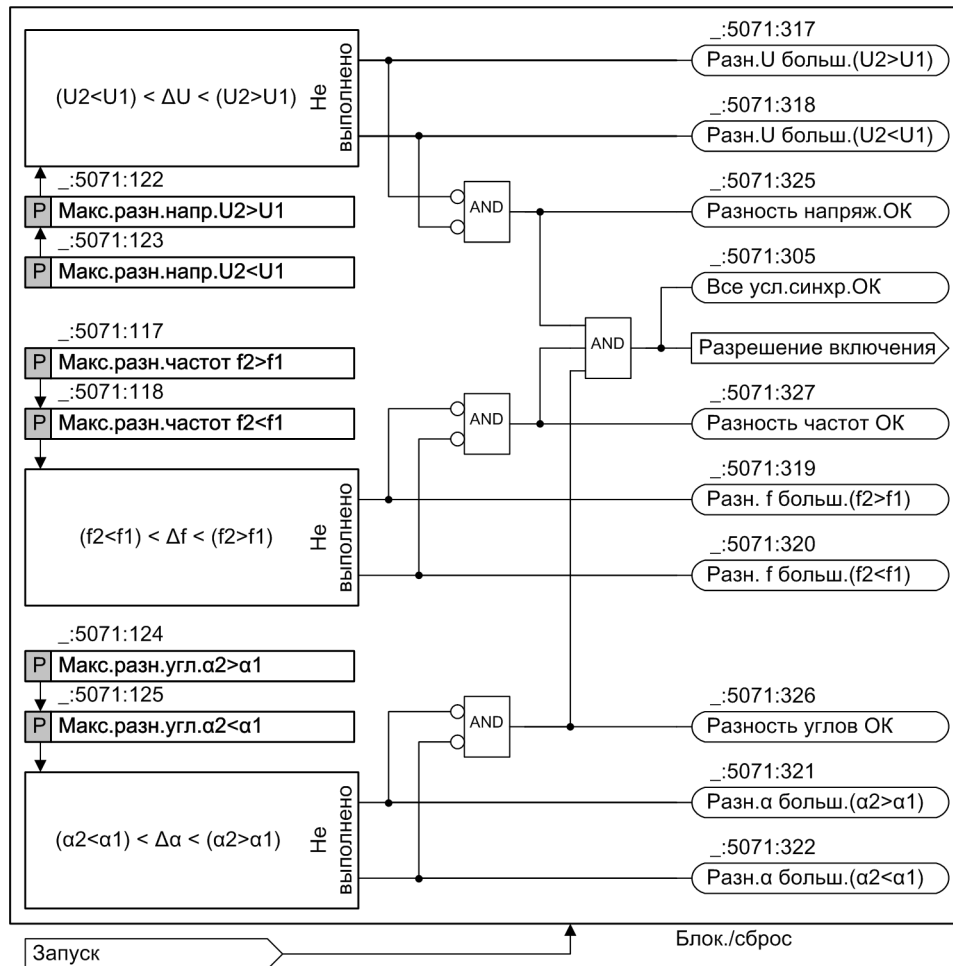 _:5071:317
Разн.U больш.(U2>U1)
(U2<U1) < ΔU < (U2>U1)
Не
выполнено
_:5071:318
Разн.U больш.(U2<U1)
_:5071:122
P Макс.разн.напр.U2>U1
_:5071:123
P Макс.разн.напр.U2<U1
AND
_:5071:325
Разность напряж.ОК
_:5071:305
Все усл.синхр.ОК
AND
Разрешение включения
_:5071:117
P Макс.разн.частот f2>f1
_:5071:118
P Макс.разн.частот f2<f1
AND
_:5071:327
Разность частот ОК
(f2<f1) < Δf < (f2>f1)
Не
выполнено
_:5071:319
Разн. f больш.(f2>f1)
_:5071:320
Разн. f больш.(f2<f1)
_:5071:124
P Макс.разн.угл.α2>α1
_:5071:125
P Макс.разн.угл.α2<α1
AND
_:5071:326
Разность углов ОК
(α2<α1) < Δα < (α2>α1)
Не
выполнено
_:5071:321
Разн.α больш.(α2>α1)
_:5071:322
Разн.α больш.(α2<α1)
Запуск
Блок./сброс